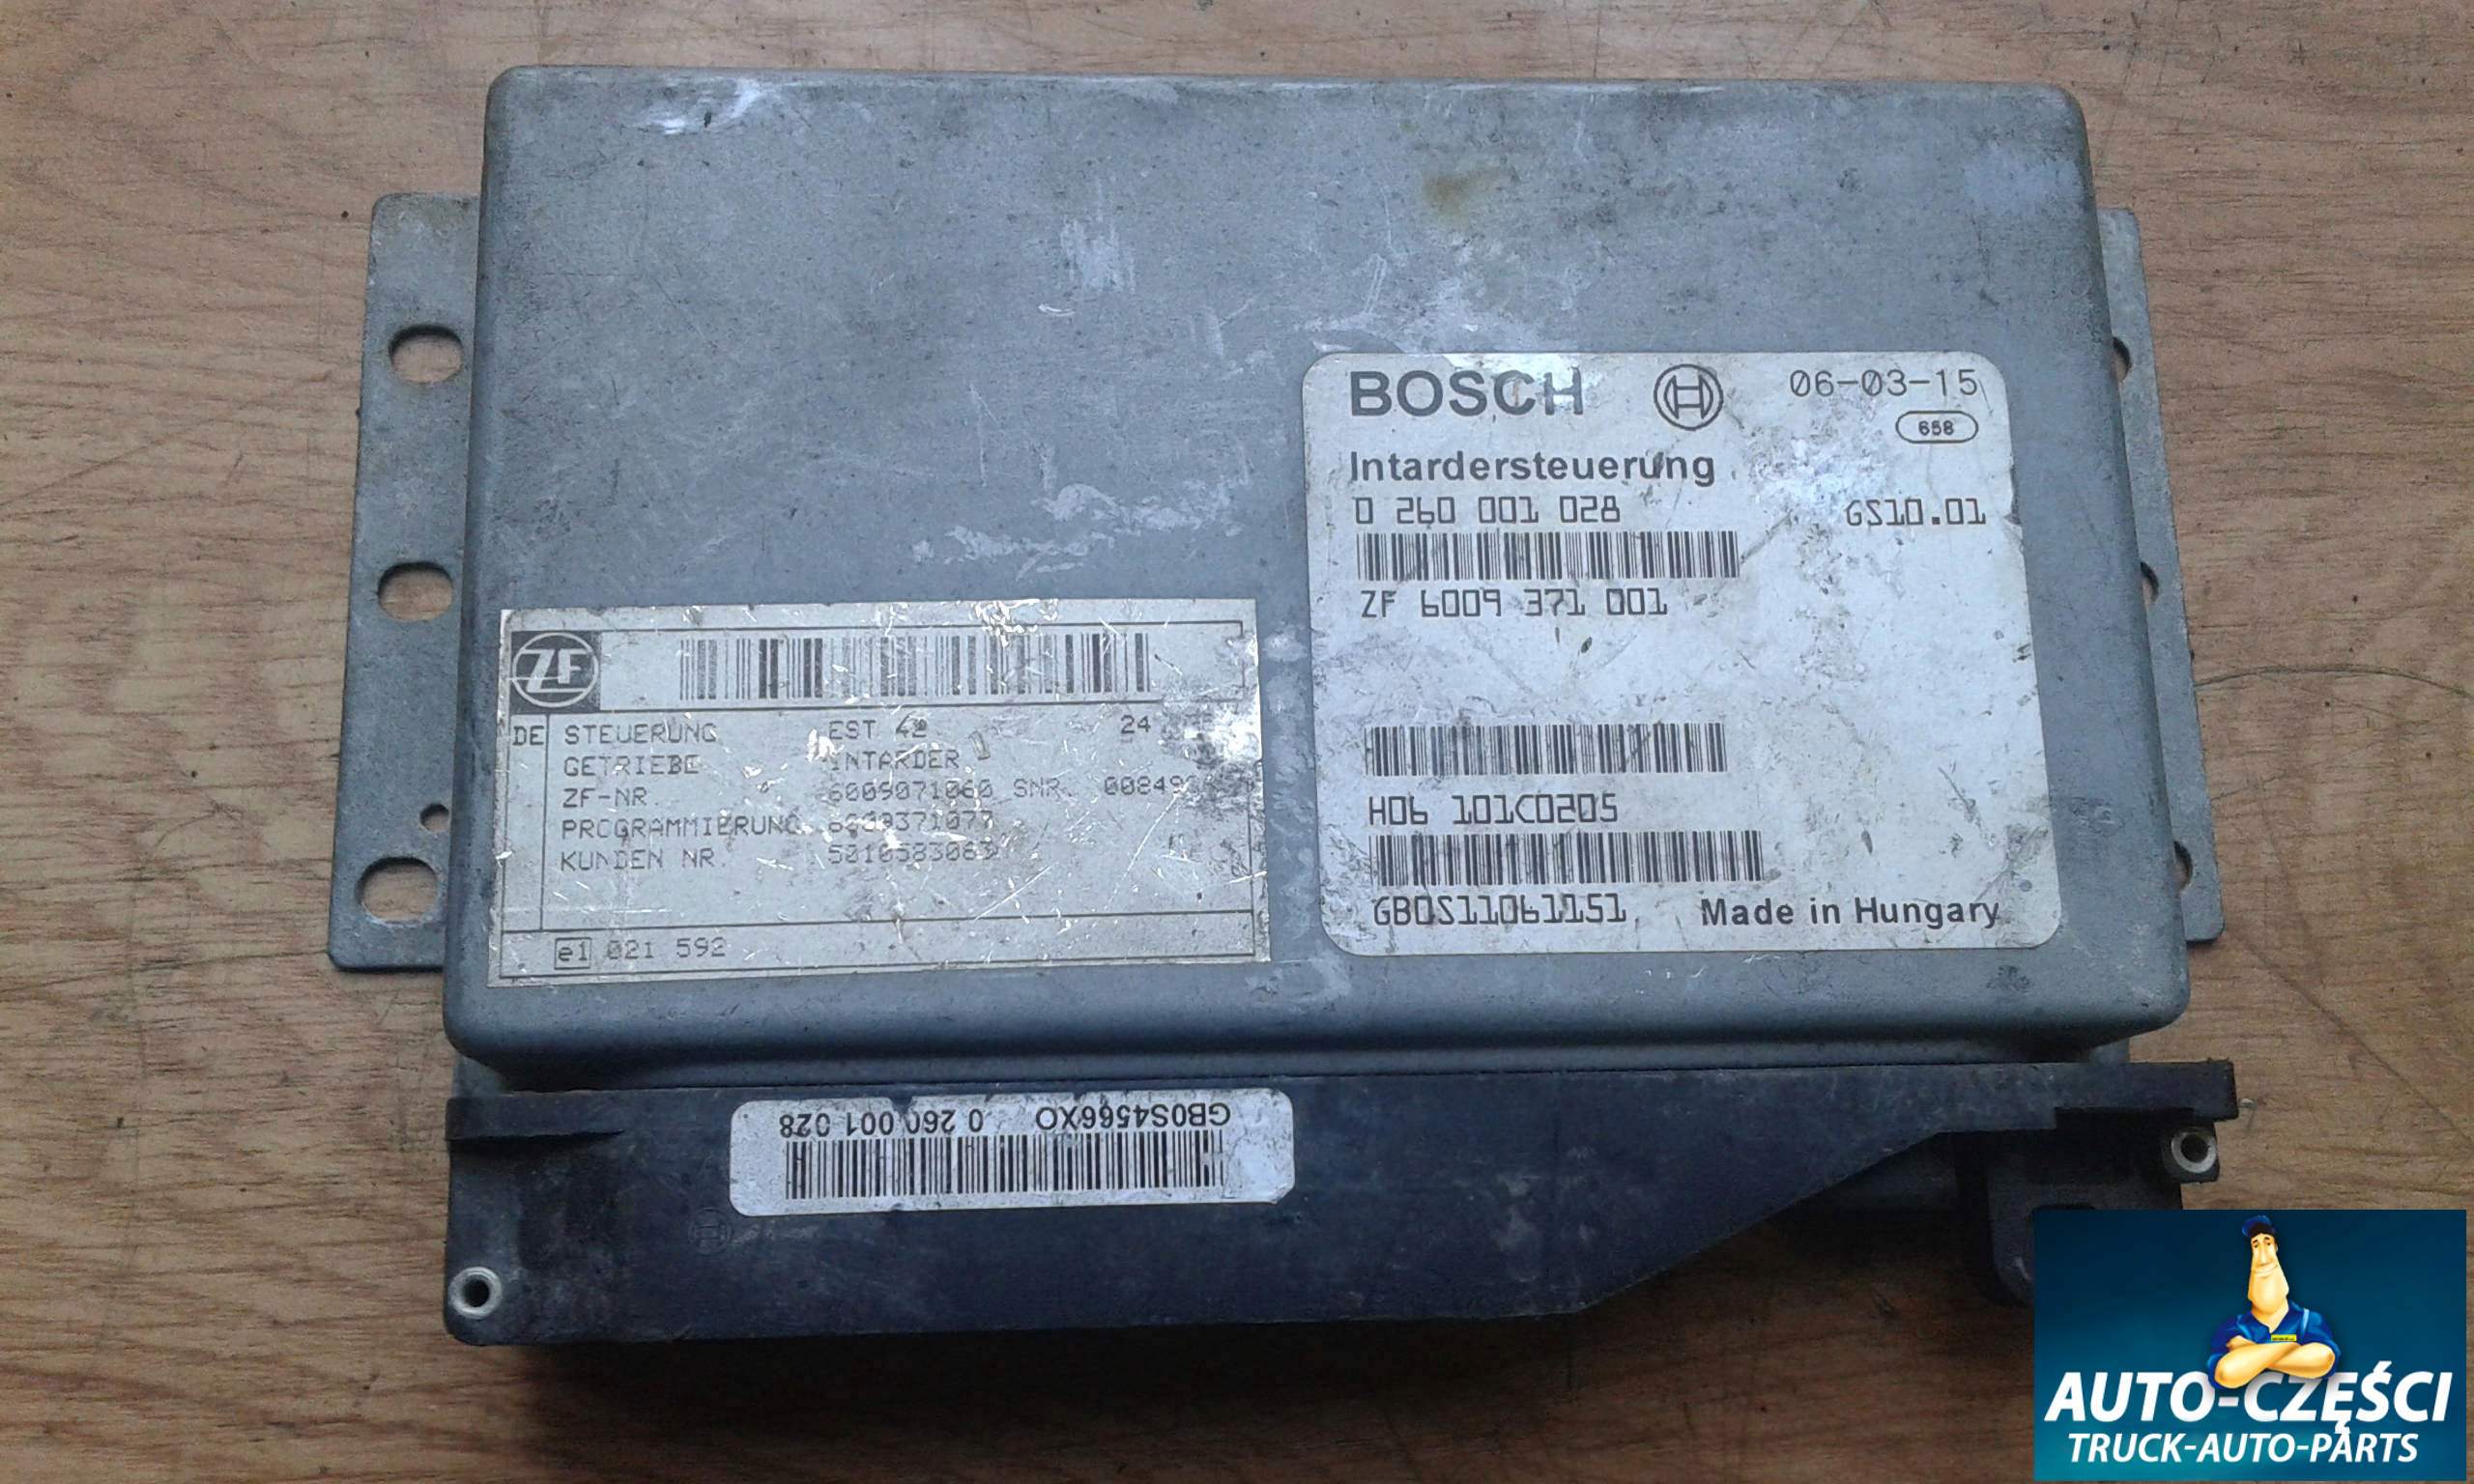 BOSCH 06-03-15
658
Intardersteuerung
0 260 001 028 GS10.01
ZF 6009 371 001
H06 101C0205
GB0S11061151 Made in Hungary
ZF
DE STEUERUNG EST 42 24
GETRIEBE INTARDER
ZF-NR. 6009071060 SNR.
PROGRAMMIERUNG
KUNDEN NR. 5010583063
e1 021 592
GB0S4566XO 0 260 001 028
AUTO-CZĘŚCI
TRUCK-AUTO-PARTS